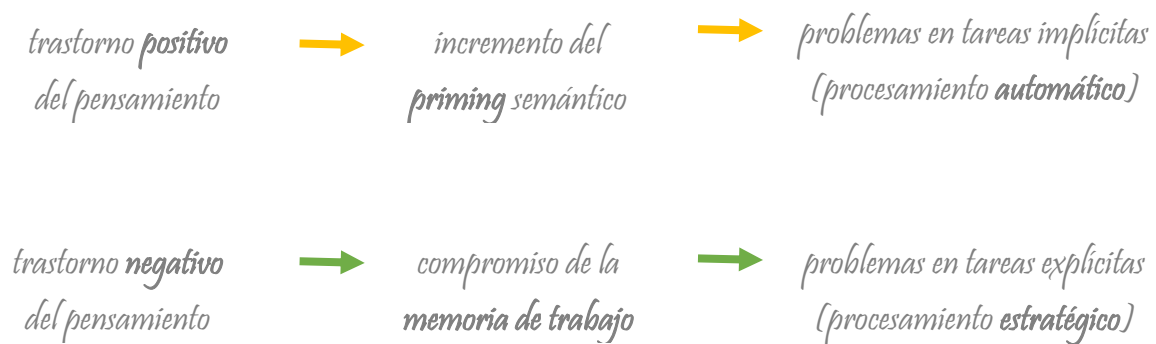 trastorno positivo
del pensamiento
incremento del
priming semántico
problemas en tareas implícitas
(procesamiento automático)
trastorno negativo
del pensamiento
compromiso de la
memoria de trabajo
problemas en tareas explícitas
(procesamiento estratégico)